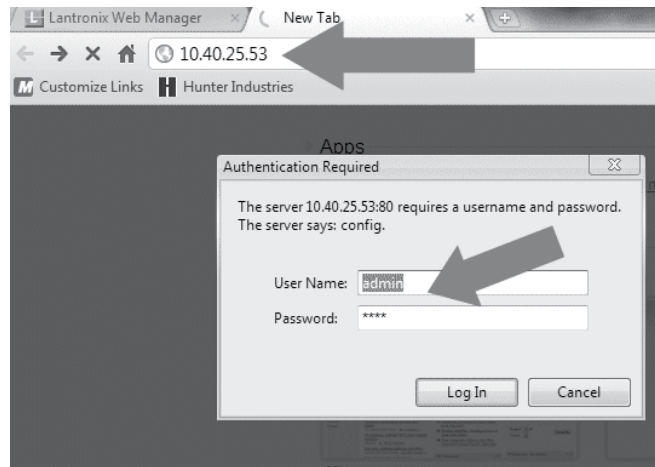 Lantronix Web Manager
New Tab
10.40.25.53
Customize Links
Hunter Industries
Apps
Authentication Required
The server 10.40.25.53:80 requires a username and password.
The server says: config.
User Name: admin
Password: ****
Log In
Cancel